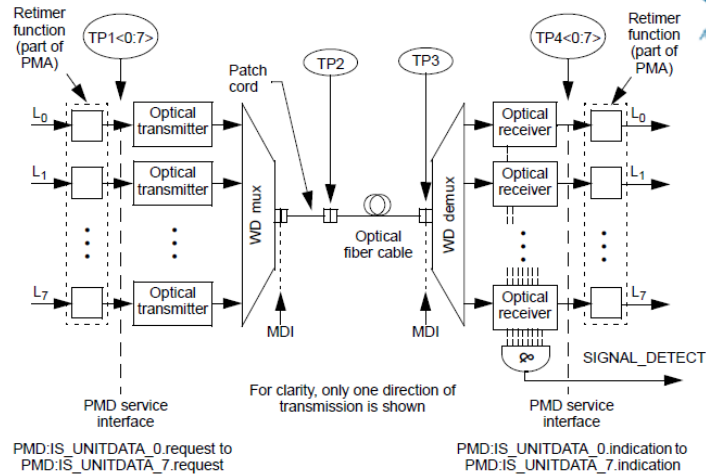 Retimer
function
(part of
PMA)
TP1<0:7>
Patch
cord
TP2
TP3
TP4<0:7>
Retimer
function
(part of
PMA)
L0
Optical
transmitter
Optical
receiver
L0
L1
Optical
transmitter
WD mux
Optical
fiber cable
WD demux
Optical
receiver
L1
L7
Optical
transmitter
MDI
MDI
Optical
receiver
L7
&
SIGNAL_DETECT
For clarity, only one direction of
transmission is shown
PMD service
interface
PMD service
interface
PMD:IS_UNITDATA_0.request to
PMD:IS_UNITDATA_7.request
PMD:IS_UNITDATA_0.indication to
PMD:IS_UNITDATA_7.indication